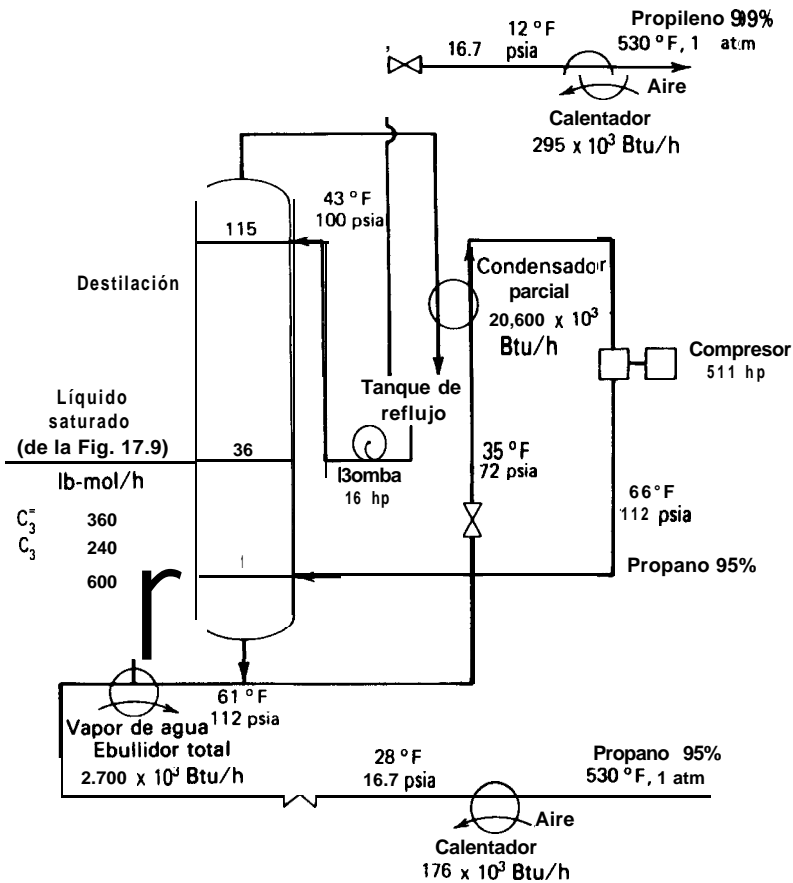 12 °F
16.7 psia
Propileno 99%
530 °F, 1 atm
Aire
Calentador
295 x 10³ Btu/h
43 °F
100 psia
115
Destilación
Condensador
parcial
20,600 x 10³
Btu/h
Compresor
511 hp
Tanque de
reflujo
Líquido
saturado
(de la Fig. 17.9)
36
lb-mol/h
Bomba
16 hp
35 °F
72 psia
66 °F
112 psia
C₃⁼ 360
C₃ 240
600
1
Propano 95%
61 °F
112 psia
Vapor de agua
Ebullidor total
2.700 x 10³ Btu/h
28 °F
16.7 psia
Propano 95%
530 °F, 1 atm
Aire
Calentador
176 x 10³ Btu/h